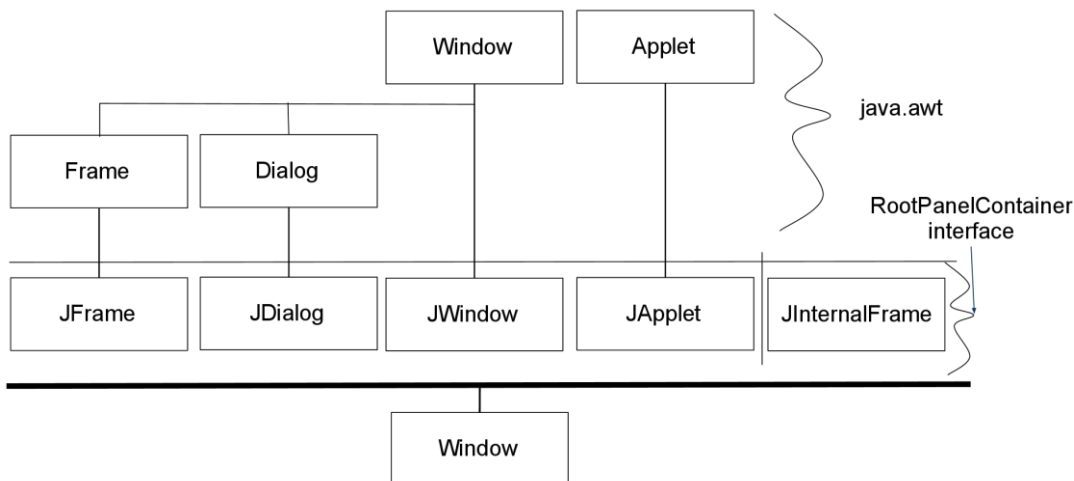 Window
Applet
java.awt
Frame
Dialog
RootPanelContainer
interface
JFrame
JDialog
JWindow
JApplet
JInternalFrame
Window